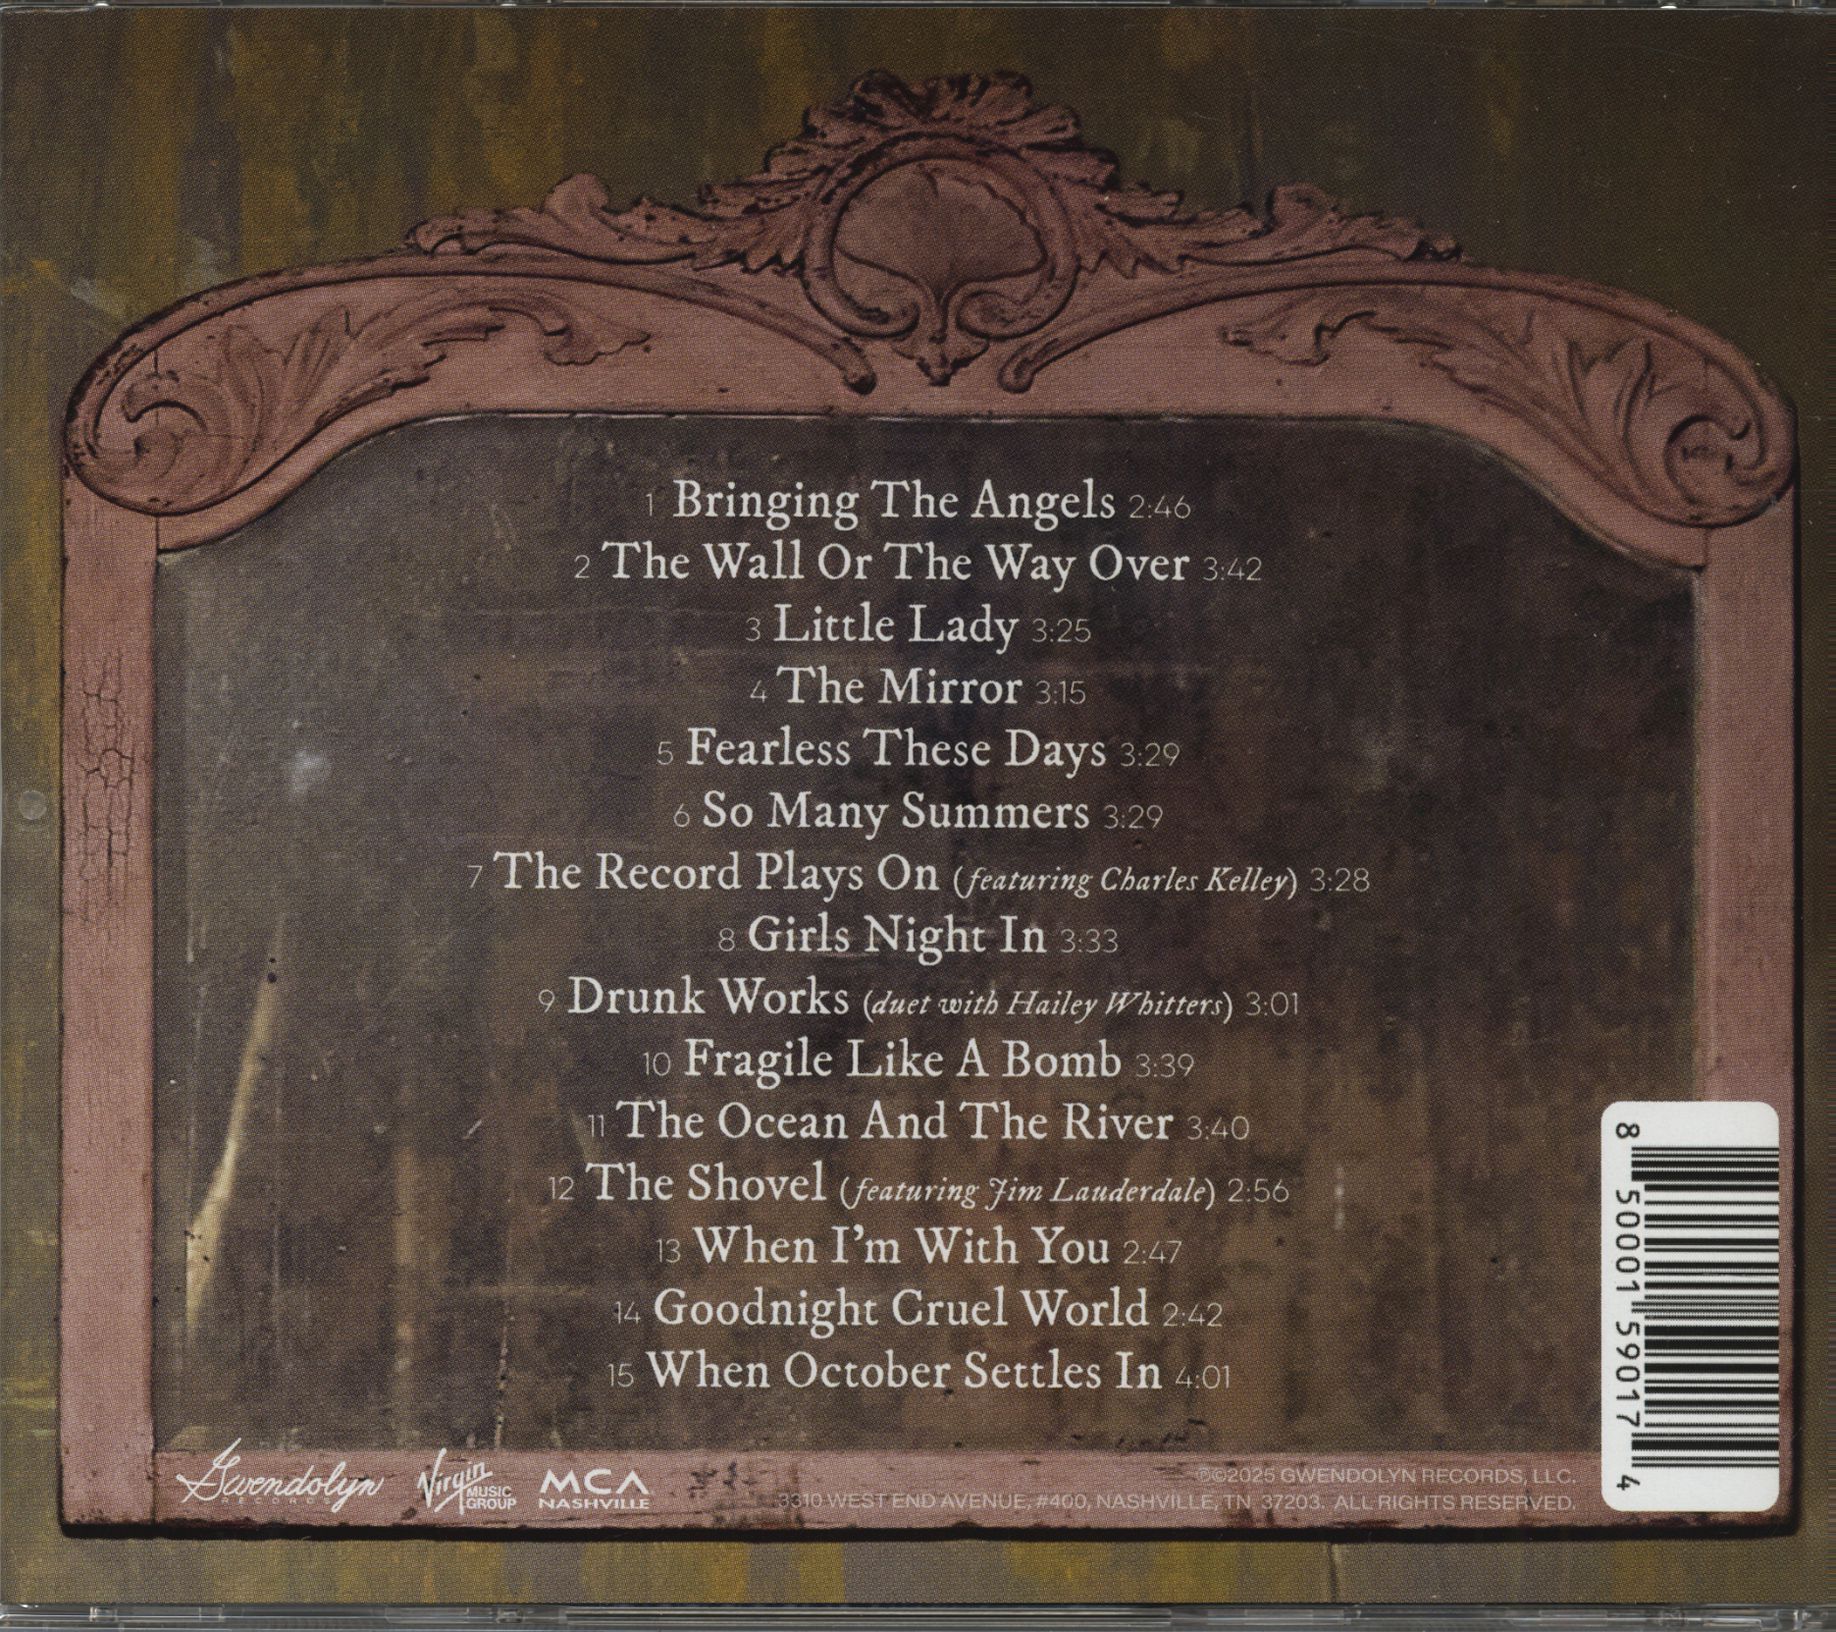 1 Bringing The Angels 2:46
2 The Wall Or The Way Over 3:42
3 Little Lady 3:25
4 The Mirror 3:15
5 Fearless These Days 3:29
6 So Many Summers 3:29
7 The Record Plays On (featuring Charles Kelley) 3:28
8 Girls Night In 3:33
9 Drunk Works (duet with Hailey Whitters) 3:01
10 Fragile Like A Bomb 3:39
11 The Ocean And The River 3:40
12 The Shovel (featuring Jim Lauderdale) 2:56
13 When I'm With You 2:47
14 Goodnight Cruel World 2:42
15 When October Settles In 4:01
Gwendolyn
RECORDS
Virgin
MUSIC
GROUP
MCA
NASHVILLE
℗©2025 GWENDOLYN RECORDS, LLC.
3310 WEST END AVENUE, #400, NASHVILLE, TN 37203. ALL RIGHTS RESERVED.
8 50001 59017 4